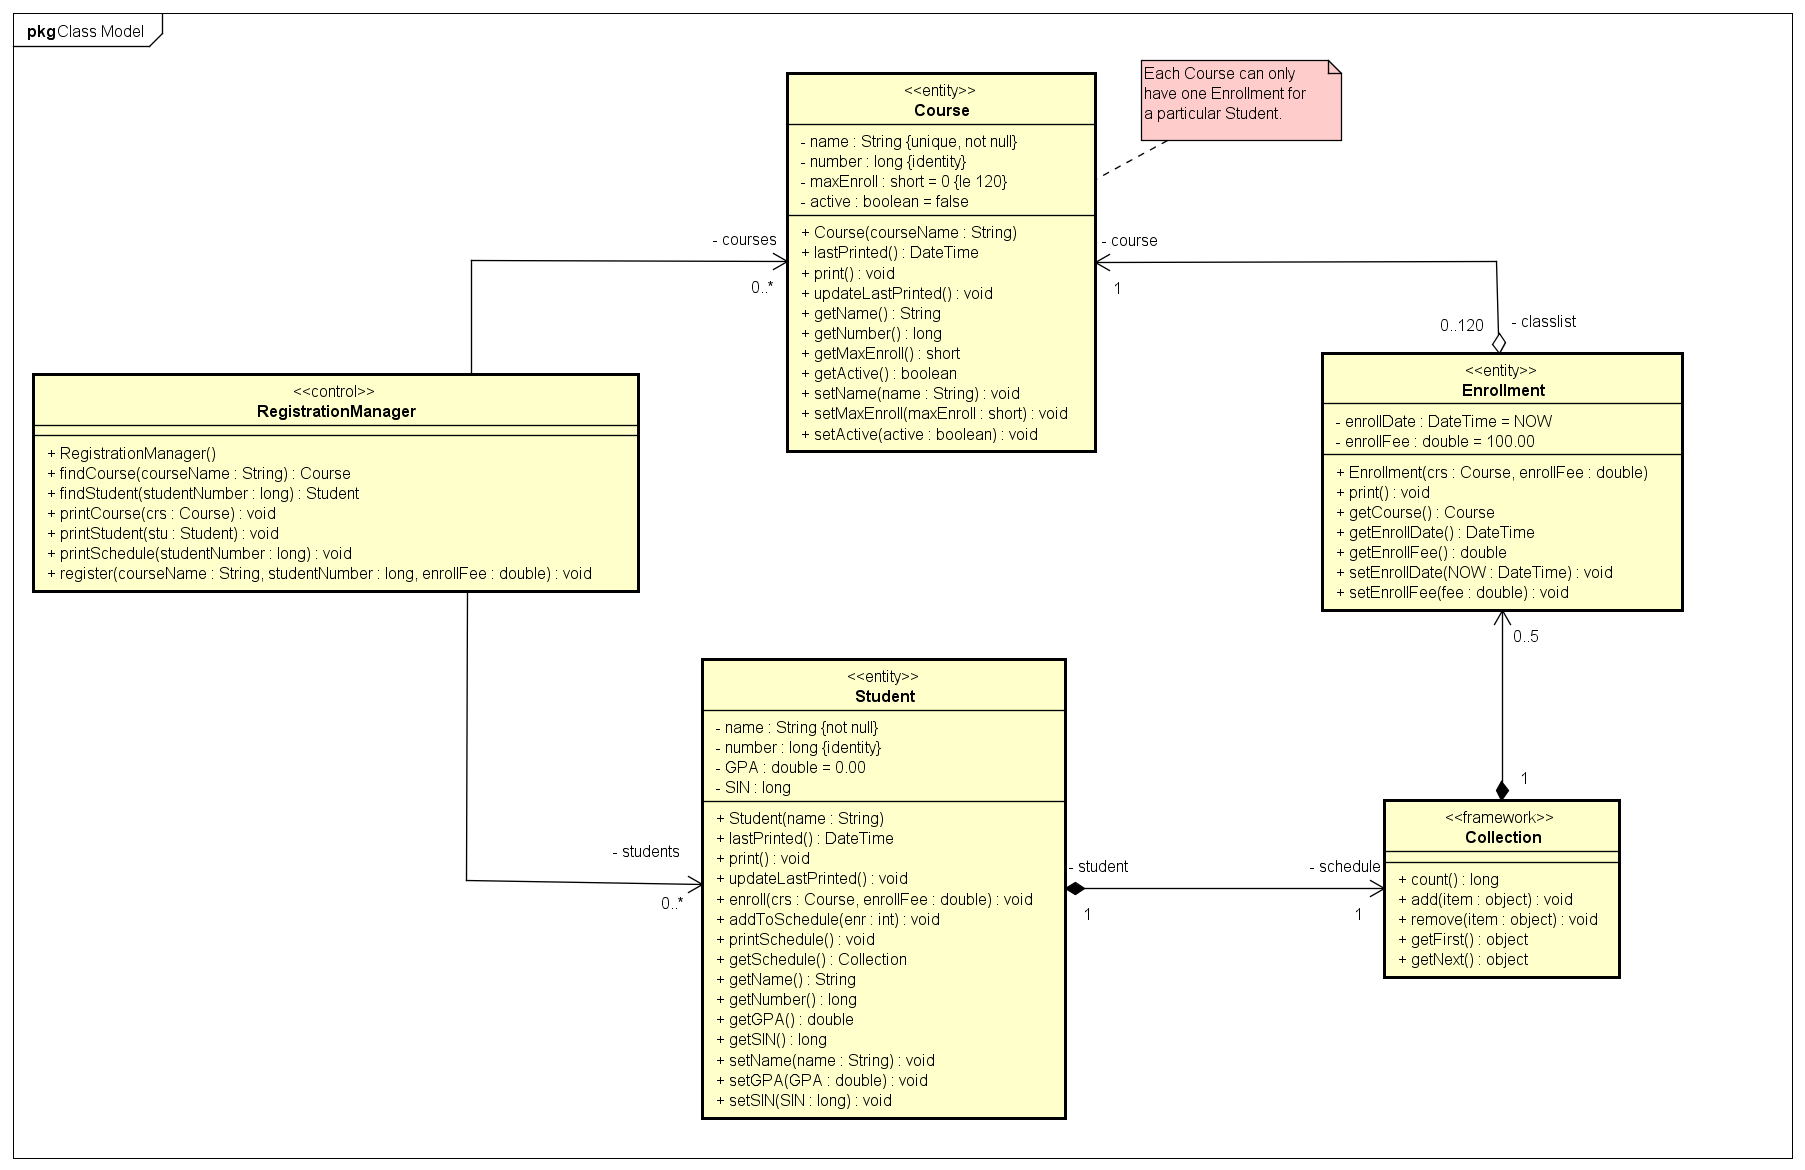 pkg Class Model
<<entity>>
Course
- name : String {unique, not null}
- number : long {identity}
- maxEnroll : short = 0 {le 120}
- active : boolean = false
+ Course(courseName : String)
+ lastPrinted() : DateTime
+ print() : void
+ updateLastPrinted() : void
+ getName() : String
+ getNumber() : long
+ getMaxEnroll() : short
+ getActive() : boolean
+ setName(name : String) : void
+ setMaxEnroll(maxEnroll : short) : void
+ setActive(active : boolean) : void
Each Course can only
have one Enrollment for
a particular Student.
- courses
0..*
- course
1
0..120
- classlist
<<control>>
RegistrationManager
+ RegistrationManager()
+ findCourse(courseName : String) : Course
+ findStudent(studentNumber : long) : Student
+ printCourse(crs : Course) : void
+ printStudent(stu : Student) : void
+ printSchedule(studentNumber : long) : void
+ register(courseName : String, studentNumber : long, enrollFee : double) : void
<<entity>>
Enrollment
- enrollDate : DateTime = NOW
- enrollFee : double = 100.00
+ Enrollment(crs : Course, enrollFee : double)
+ print() : void
+ getCourse() : Course
+ getEnrollDate() : DateTime
+ getEnrollFee() : double
+ setEnrollDate(NOW : DateTime) : void
+ setEnrollFee(fee : double) : void
0..5
1
- students
0..*
<<entity>>
Student
- name : String {not null}
- number : long {identity}
- GPA : double = 0.00
- SIN : long
+ Student(name : String)
+ lastPrinted() : DateTime
+ print() : void
+ updateLastPrinted() : void
+ enroll(crs : Course, enrollFee : double) : void
+ addToSchedule(enr : int) : void
+ printSchedule() : void
+ getSchedule() : Collection
+ getName() : String
+ getNumber() : long
+ getGPA() : double
+ getSIN() : long
+ setName(name : String) : void
+ setGPA(GPA : double) : void
+ setSIN(SIN : long) : void
- student
1
- schedule
1
<<framework>>
Collection
+ count() : long
+ add(item : object) : void
+ remove(item : object) : void
+ getFirst() : object
+ getNext() : object